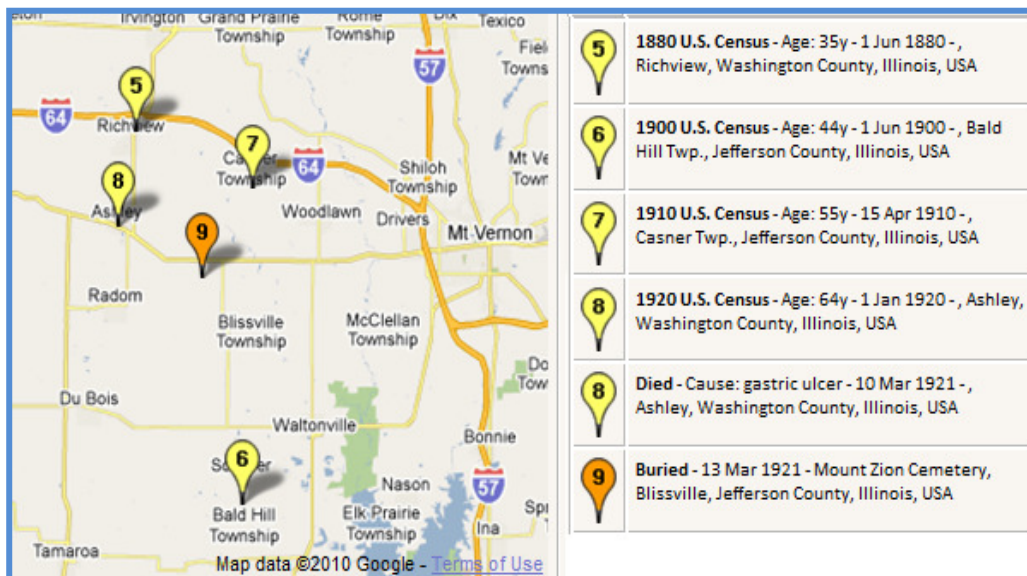 Irvington
Grand Prairie
Township
Rome
Township
Dix
Texico
57
5
64
Richview
7
Township
64
8
Ashley
Woodlawn
Shiloh
Township
Drivers
9
Mt Vernon
Radom
Blissville
Township
McClellan
Township
Du Bois
Waltonville
Bonnie
6
Bald Hill
Township
Nason
57
Elk Prairie
Township
Ina
Tamaroa
Map data ©2010 Google - Terms of Use
5
1880 U.S. Census - Age: 35y - 1 Jun 1880 - ,
Richview, Washington County, Illinois, USA
6
1900 U.S. Census - Age: 44y - 1 Jun 1900 - , Bald
Hill Twp., Jefferson County, Illinois, USA
7
1910 U.S. Census - Age: 55y - 15 Apr 1910 - ,
Casner Twp., Jefferson County, Illinois, USA
8
1920 U.S. Census - Age: 64y - 1 Jan 1920 - , Ashley,
Washington County, Illinois, USA
8
Died - Cause: gastric ulcer - 10 Mar 1921 - ,
Ashley, Washington County, Illinois, USA
9
Buried - 13 Mar 1921 - Mount Zion Cemetery,
Blissville, Jefferson County, Illinois, USA